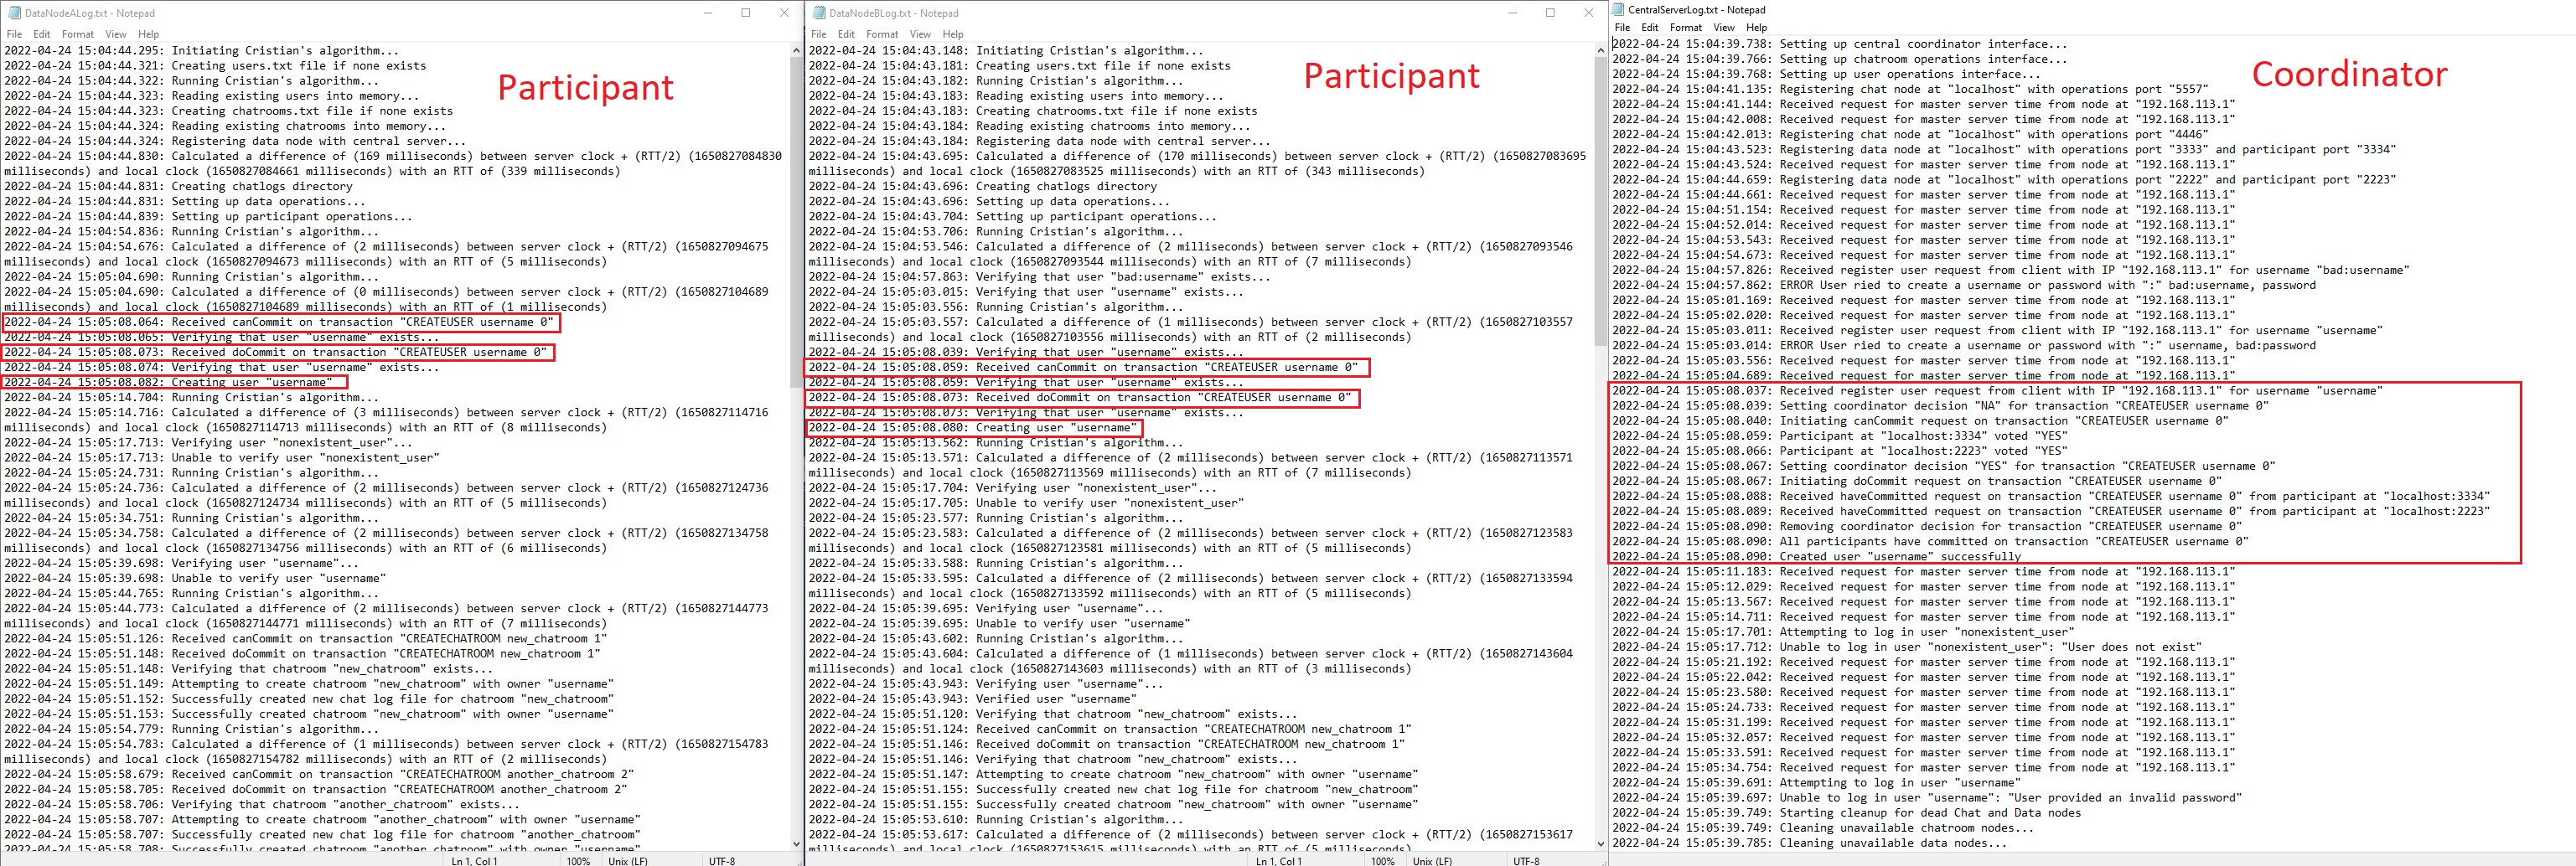 DataNodeALog.txt - Notepad
File Edit Format View Help
2022-04-24 15:04:44.295: Initiating Cristian's algorithm...
2022-04-24 15:04:44.321: Creating users.txt file if none exists
2022-04-24 15:04:44.322: Running Cristian's algorithm...
2022-04-24 15:04:44.323: Reading existing users into memory...
2022-04-24 15:04:44.323: Creating chatrooms.txt file if none exists
2022-04-24 15:04:44.324: Reading existing chatrooms into memory...
2022-04-24 15:04:44.324: Registering data node with central server...
2022-04-24 15:04:44.830: Calculated a difference of (169 milliseconds) between server clock + (RTT/2) (1650827084830
milliseconds) and local clock (1650827084661 milliseconds) with an RTT of (339 milliseconds)
2022-04-24 15:04:44.831: Creating chatlogs directory
2022-04-24 15:04:44.831: Setting up data operations...
2022-04-24 15:04:44.839: Setting up participant operations...
2022-04-24 15:04:54.836: Running Cristian's algorithm...
2022-04-24 15:04:54.676: Calculated a difference of (2 milliseconds) between server clock + (RTT/2) (1650827094675
milliseconds) and local clock (1650827094673 milliseconds) with an RTT of (5 milliseconds)
2022-04-24 15:05:04.690: Running Cristian's algorithm...
2022-04-24 15:05:04.690: Calculated a difference of (0 milliseconds) between server clock + (RTT/2) (1650827104689
milliseconds) and local clock (1650827104689 milliseconds) with an RTT of (1 milliseconds)
2022-04-24 15:05:08.064: Received canCommit on transaction "CREATEUSER username 0"
2022-04-24 15:05:08.065: Verifying that user "username" exists...
2022-04-24 15:05:08.073: Received doCommit on transaction "CREATEUSER username 0"
2022-04-24 15:05:08.074: Verifying that user "username" exists...
2022-04-24 15:05:08.082: Creating user "username"
2022-04-24 15:05:14.704: Running Cristian's algorithm...
2022-04-24 15:05:14.716: Calculated a difference of (3 milliseconds) between server clock + (RTT/2) (1650827114716
milliseconds) and local clock (1650827114713 milliseconds) with an RTT of (8 milliseconds)
2022-04-24 15:05:17.713: Verifying user "nonexistent_user"...
2022-04-24 15:05:17.713: Unable to verify user "nonexistent_user"
2022-04-24 15:05:24.731: Running Cristian's algorithm...
2022-04-24 15:05:24.736: Calculated a difference of (2 milliseconds) between server clock + (RTT/2) (1650827124736
milliseconds) and local clock (1650827124734 milliseconds) with an RTT of (5 milliseconds)
2022-04-24 15:05:34.751: Running Cristian's algorithm...
2022-04-24 15:05:34.758: Calculated a difference of (2 milliseconds) between server clock + (RTT/2) (1650827134758
milliseconds) and local clock (1650827134756 milliseconds) with an RTT of (6 milliseconds)
2022-04-24 15:05:39.698: Verifying user "username"...
2022-04-24 15:05:39.698: Unable to verify user "username"
2022-04-24 15:05:44.765: Running Cristian's algorithm...
2022-04-24 15:05:44.773: Calculated a difference of (2 milliseconds) between server clock + (RTT/2) (1650827144773
milliseconds) and local clock (1650827144771 milliseconds) with an RTT of (7 milliseconds)
2022-04-24 15:05:51.126: Received canCommit on transaction "CREATECHATROOM new_chatroom 1"
2022-04-24 15:05:51.148: Received doCommit on transaction "CREATECHATROOM new_chatroom 1"
2022-04-24 15:05:51.148: Verifying that chatroom "new_chatroom" exists...
2022-04-24 15:05:51.149: Attempting to create chatroom "new_chatroom" with owner "username"
2022-04-24 15:05:51.152: Successfully created new chat log file for chatroom "new_chatroom"
2022-04-24 15:05:51.153: Successfully created chatroom "new_chatroom" with owner "username"
2022-04-24 15:05:54.779: Running Cristian's algorithm...
2022-04-24 15:05:54.783: Calculated a difference of (1 milliseconds) between server clock + (RTT/2) (1650827154783
milliseconds) and local clock (1650827154782 milliseconds) with an RTT of (2 milliseconds)
2022-04-24 15:05:58.679: Received canCommit on transaction "CREATECHATROOM another_chatroom 2"
2022-04-24 15:05:58.705: Received doCommit on transaction "CREATECHATROOM another_chatroom 2"
2022-04-24 15:05:58.706: Verifying that chatroom "another_chatroom" exists...
2022-04-24 15:05:58.707: Attempting to create chatroom "another_chatroom" with owner "username"
2022-04-24 15:05:58.707: Successfully created new chat log file for chatroom "another_chatroom"
2022-04-24 15:05:58.708: Successfully created chatroom "another_chatroom" with owner "username"
Participant
Ln 1, Col 1 100% Unix (LF) UTF-8
DataNodeBLog.txt - Notepad
File Edit Format View Help
2022-04-24 15:04:43.148: Initiating Cristian's algorithm...
2022-04-24 15:04:43.181: Creating users.txt file if none exists
2022-04-24 15:04:43.182: Running Cristian's algorithm...
2022-04-24 15:04:43.183: Reading existing users into memory...
2022-04-24 15:04:43.183: Creating chatrooms.txt file if none exists
2022-04-24 15:04:43.184: Reading existing chatrooms into memory...
2022-04-24 15:04:43.184: Registering data node with central server...
2022-04-24 15:04:43.695: Calculated a difference of (170 milliseconds) between server clock + (RTT/2) (1650827083695
milliseconds) and local clock (1650827083525 milliseconds) with an RTT of (343 milliseconds)
2022-04-24 15:04:43.696: Creating chatlogs directory
2022-04-24 15:04:43.696: Setting up data operations...
2022-04-24 15:04:43.704: Setting up participant operations...
2022-04-24 15:04:53.706: Running Cristian's algorithm...
2022-04-24 15:04:53.546: Calculated a difference of (2 milliseconds) between server clock + (RTT/2) (1650827093546
milliseconds) and local clock (1650827093544 milliseconds) with an RTT of (7 milliseconds)
2022-04-24 15:04:57.863: Verifying that user "bad:username" exists...
2022-04-24 15:05:03.015: Verifying that user "username" exists...
2022-04-24 15:05:03.556: Running Cristian's algorithm...
2022-04-24 15:05:03.557: Calculated a difference of (1 milliseconds) between server clock + (RTT/2) (1650827103557
milliseconds) and local clock (1650827103556 milliseconds) with an RTT of (2 milliseconds)
2022-04-24 15:05:08.039: Verifying that user "username" exists...
2022-04-24 15:05:08.059: Received canCommit on transaction "CREATEUSER username 0"
2022-04-24 15:05:08.059: Verifying that user "username" exists...
2022-04-24 15:05:08.073: Received doCommit on transaction "CREATEUSER username 0"
2022-04-24 15:05:08.073: Verifying that user "username" exists...
2022-04-24 15:05:08.080: Creating user "username"
2022-04-24 15:05:13.562: Running Cristian's algorithm...
2022-04-24 15:05:13.571: Calculated a difference of (2 milliseconds) between server clock + (RTT/2) (1650827113571
milliseconds) and local clock (1650827113569 milliseconds) with an RTT of (7 milliseconds)
2022-04-24 15:05:17.704: Verifying user "nonexistent_user"...
2022-04-24 15:05:17.705: Unable to verify user "nonexistent_user"
2022-04-24 15:05:23.577: Running Cristian's algorithm...
2022-04-24 15:05:23.583: Calculated a difference of (2 milliseconds) between server clock + (RTT/2) (1650827123583
milliseconds) and local clock (1650827123581 milliseconds) with an RTT of (5 milliseconds)
2022-04-24 15:05:33.588: Running Cristian's algorithm...
2022-04-24 15:05:33.595: Calculated a difference of (2 milliseconds) between server clock + (RTT/2) (1650827133594
milliseconds) and local clock (1650827133592 milliseconds) with an RTT of (5 milliseconds)
2022-04-24 15:05:39.695: Verifying user "username"...
2022-04-24 15:05:39.695: Unable to verify user "username"
2022-04-24 15:05:43.602: Running Cristian's algorithm...
2022-04-24 15:05:43.604: Calculated a difference of (1 milliseconds) between server clock + (RTT/2) (1650827143604
milliseconds) and local clock (1650827143603 milliseconds) with an RTT of (3 milliseconds)
2022-04-24 15:05:43.943: Verifying user "username"...
2022-04-24 15:05:43.943: Verified user "username"
2022-04-24 15:05:51.120: Verifying that chatroom "new_chatroom" exists...
2022-04-24 15:05:51.124: Received canCommit on transaction "CREATECHATROOM new_chatroom 1"
2022-04-24 15:05:51.146: Received doCommit on transaction "CREATECHATROOM new_chatroom 1"
2022-04-24 15:05:51.146: Verifying that chatroom "new_chatroom" exists...
2022-04-24 15:05:51.147: Attempting to create chatroom "new_chatroom" with owner "username"
2022-04-24 15:05:51.155: Successfully created new chat log file for chatroom "new_chatroom"
2022-04-24 15:05:51.155: Successfully created chatroom "new_chatroom" with owner "username"
2022-04-24 15:05:53.610: Running Cristian's algorithm...
2022-04-24 15:05:53.617: Calculated a difference of (2 milliseconds) between server clock + (RTT/2) (1650827153617
milliseconds) and local clock (1650827153615 milliseconds) with an RTT of (5 milliseconds)
Participant
Ln 1, Col 1 100% Unix (LF) UTF-8
CentralServerLog.txt - Notepad
File Edit Format View Help
2022-04-24 15:04:39.738: Setting up central coordinator interface...
2022-04-24 15:04:39.766: Setting up chatroom operations interface...
2022-04-24 15:04:39.768: Setting up user operations interface...
2022-04-24 15:04:41.135: Registering chat node at "localhost" with operations port "5557"
2022-04-24 15:04:41.144: Received request for master server time from node at "192.168.113.1"
2022-04-24 15:04:42.008: Received request for master server time from node at "192.168.113.1"
2022-04-24 15:04:42.013: Registering chat node at "localhost" with operations port "4446"
2022-04-24 15:04:43.523: Registering data node at "localhost" with operations port "3333" and participant port "3334"
2022-04-24 15:04:43.524: Received request for master server time from node at "192.168.113.1"
2022-04-24 15:04:44.659: Registering data node at "localhost" with operations port "2222" and participant port "2223"
2022-04-24 15:04:44.661: Received request for master server time from node at "192.168.113.1"
2022-04-24 15:04:51.154: Received request for master server time from node at "192.168.113.1"
2022-04-24 15:04:52.014: Received request for master server time from node at "192.168.113.1"
2022-04-24 15:04:53.543: Received request for master server time from node at "192.168.113.1"
2022-04-24 15:04:54.673: Received request for master server time from node at "192.168.113.1"
2022-04-24 15:04:57.826: Received register user request from client with IP "192.168.113.1" for username "bad:username"
2022-04-24 15:04:57.862: ERROR User ried to create a username or password with ":" bad:username, password
2022-04-24 15:05:01.169: Received request for master server time from node at "192.168.113.1"
2022-04-24 15:05:02.020: Received request for master server time from node at "192.168.113.1"
2022-04-24 15:05:03.011: Received register user request from client with IP "192.168.113.1" for username "username"
2022-04-24 15:05:03.014: ERROR User ried to create a username or password with ":" username, bad:password
2022-04-24 15:05:03.556: Received request for master server time from node at "192.168.113.1"
2022-04-24 15:05:04.689: Received request for master server time from node at "192.168.113.1"
2022-04-24 15:05:08.037: Received register user request from client with IP "192.168.113.1" for username "username"
2022-04-24 15:05:08.039: Setting coordinator decision "NA" for transaction "CREATEUSER username 0"
2022-04-24 15:05:08.040: Initiating canCommit request on transaction "CREATEUSER username 0"
2022-04-24 15:05:08.059: Participant at "localhost:3334" voted "YES"
2022-04-24 15:05:08.066: Participant at "localhost:2223" voted "YES"
2022-04-24 15:05:08.067: Setting coordinator decision "YES" for transaction "CREATEUSER username 0"
2022-04-24 15:05:08.067: Initiating doCommit request on transaction "CREATEUSER username 0"
2022-04-24 15:05:08.088: Received haveCommitted request on transaction "CREATEUSER username 0" from participant at "localhost:3334"
2022-04-24 15:05:08.089: Received haveCommitted request on transaction "CREATEUSER username 0" from participant at "localhost:2223"
2022-04-24 15:05:08.090: Removing coordinator decision for transaction "CREATEUSER username 0"
2022-04-24 15:05:08.090: All participants have committed on transaction "CREATEUSER username 0"
2022-04-24 15:05:08.090: Created user "username" successfully
2022-04-24 15:05:11.183: Received request for master server time from node at "192.168.113.1"
2022-04-24 15:05:12.029: Received request for master server time from node at "192.168.113.1"
2022-04-24 15:05:13.567: Received request for master server time from node at "192.168.113.1"
2022-04-24 15:05:14.711: Received request for master server time from node at "192.168.113.1"
2022-04-24 15:05:17.701: Attempting to log in user "nonexistent_user"
2022-04-24 15:05:17.712: Unable to log in user "nonexistent_user": "User does not exist"
2022-04-24 15:05:21.192: Received request for master server time from node at "192.168.113.1"
2022-04-24 15:05:22.042: Received request for master server time from node at "192.168.113.1"
2022-04-24 15:05:23.580: Received request for master server time from node at "192.168.113.1"
2022-04-24 15:05:24.733: Received request for master server time from node at "192.168.113.1"
2022-04-24 15:05:31.199: Received request for master server time from node at "192.168.113.1"
2022-04-24 15:05:32.057: Received request for master server time from node at "192.168.113.1"
2022-04-24 15:05:33.591: Received request for master server time from node at "192.168.113.1"
2022-04-24 15:05:34.754: Received request for master server time from node at "192.168.113.1"
2022-04-24 15:05:39.691: Attempting to log in user "username"
2022-04-24 15:05:39.697: Unable to log in user "username": "User provided an invalid password"
2022-04-24 15:05:39.749: Starting cleanup for dead Chat and Data nodes
2022-04-24 15:05:39.749: Cleaning unavailable chatroom nodes...
2022-04-24 15:05:39.785: Cleaning unavailable data nodes...
Coordinator